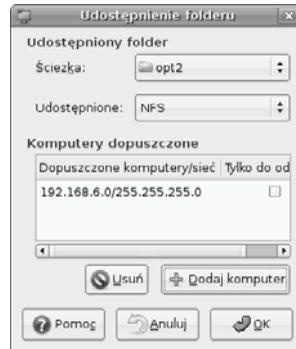 Udostępnienie folderu
Udostępniony folder
Ścieżka: opt2
Udostępnione: NFS
Komputery dopuszczone
Dopuszczone komputery/sieć Tylko do od
192.168.6.0/255.255.255.0
Usuń Dodaj komputer
Pomoc Anuluj OK